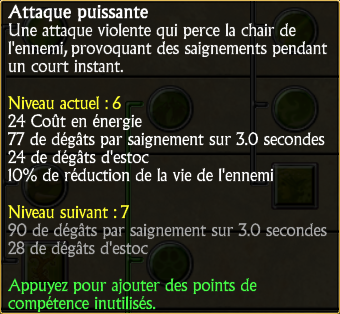 Attaque puissante
Une attaque violente qui perce la chair de
l'ennemi, provoquant des saignements pendant
un court instant.
Niveau actuel : 6
24 Coût en énergie
77 de dégâts par saignement sur 3.0 secondes
24 de dégâts d'estoc
10% de réduction de la vie de l'ennemi
Niveau suivant : 7
90 de dégâts par saignement sur 3.0 secondes
28 de dégâts d'estoc
Appuyez pour ajouter des points de
compétence inutilisés.